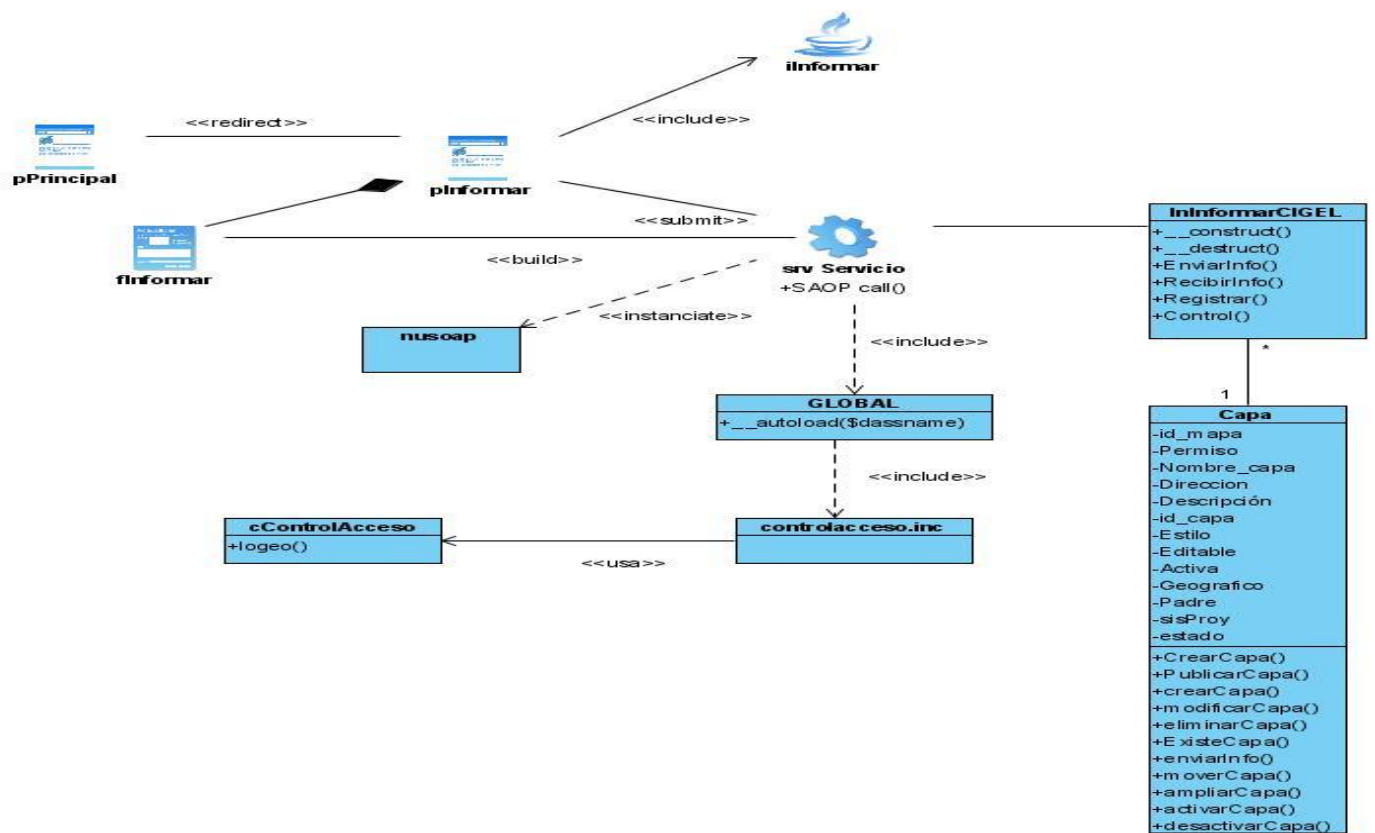 iInformar
<<redirect>>
<<include>>
pPrincipal
pInformar
<<submit>>
fInformar
<<build>>
srv Servicio
+SAOP call()
InInformarCIGEL
+__construct()
+__destruct()
+EnviarInfo()
+RecibirInfo()
+Registrar()
+Control()
<<instanciate>>
nusoap
<<include>>
*
1
GLOBAL
+__autoload($classname)
<<include>>
cControlAcceso
+logeo()
controlacceso.inc
<<usa>>
Capa
-id_mapa
-Permiso
-Nombre_capa
-Direccion
-Descripción
-id_capa
-Estilo
-Editable
-Activa
-Geografico
-Padre
-sisProy
-estado
+CrearCapa()
+PublicarCapa()
+crearCapa()
+modificarCapa()
+eliminarCapa()
+ExisteCapa()
+enviarInfo()
+moverCapa()
+ampliarCapa()
+activarCapa()
+desactivarCapa()